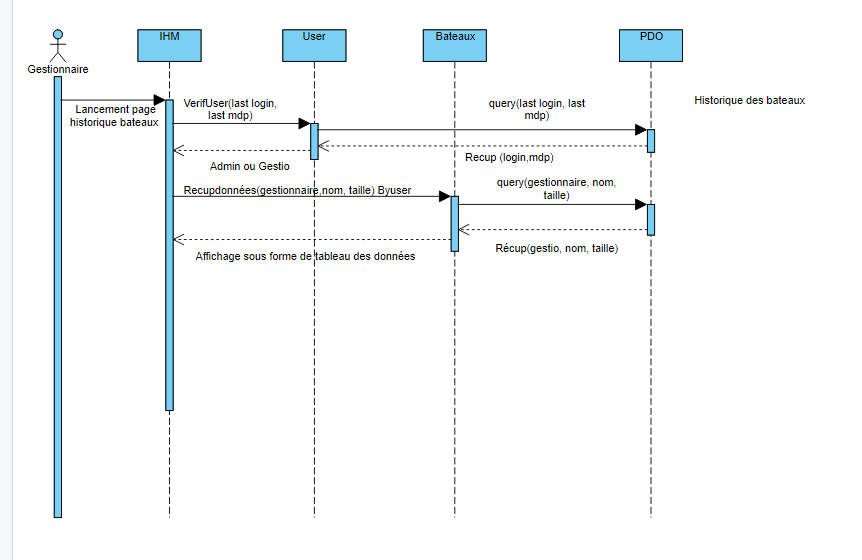 IHM
User
Bateaux
PDO
Gestionnaire
Lancement page
historique bateaux
VerifUser(last login,
last mdp)
query(last login, last
mdp)
Historique des bateaux
Recup (login,mdp)
Admin ou Gestio
Recupdonnées(gestionnaire,nom, taille) Byuser
query(gestionnaire, nom,
taille)
Récup(gestio, nom, taille)
Affichage sous forme de tableau des données